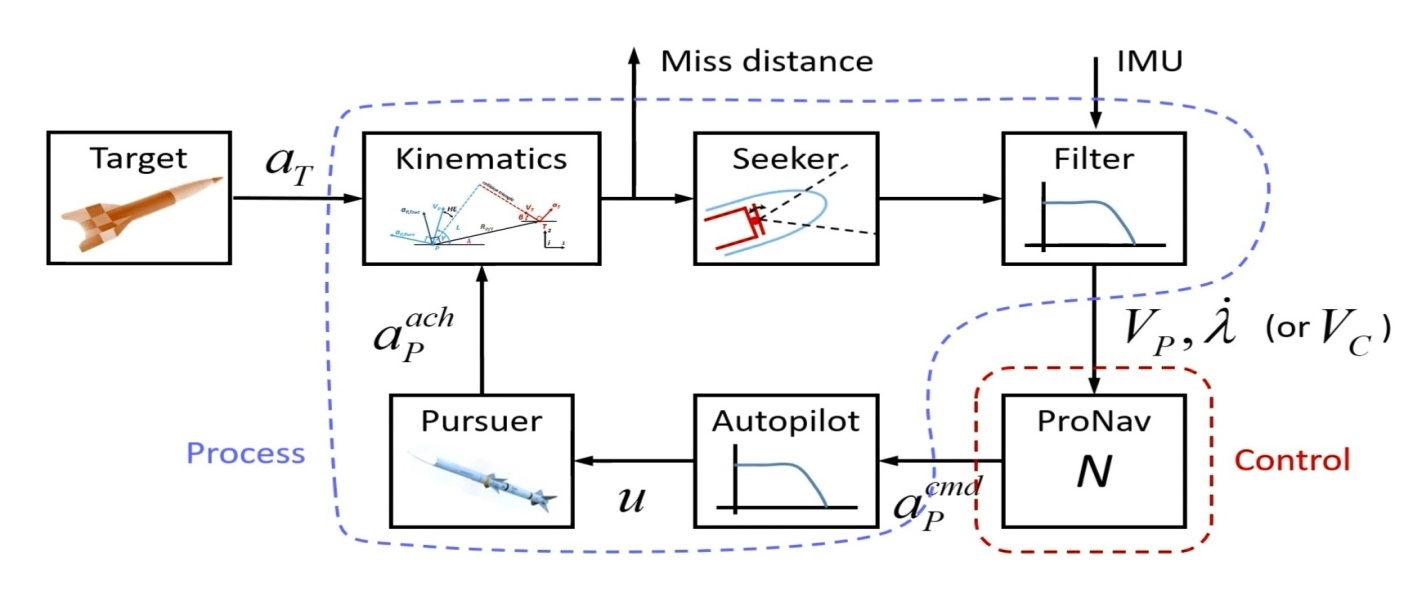 Miss distance
IMU
Target
a_T
Kinematics
Seeker
Filter
a_P^{ach}
V_P, λ̇ (or V_C)
Pursuer
Autopilot
ProNav
N
Process
Control
u
a_P^{cmd}